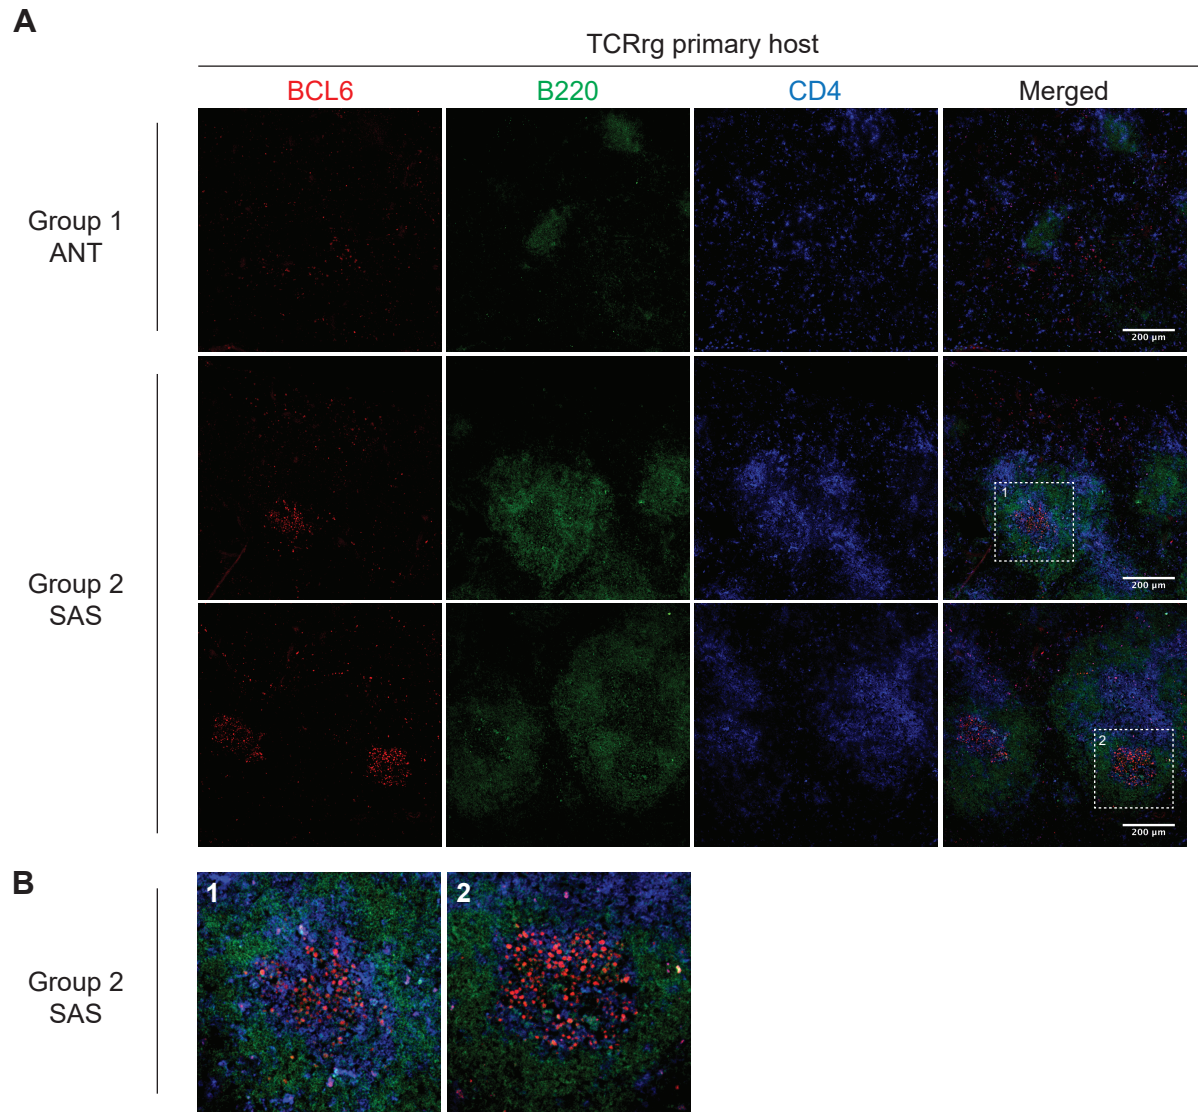 A
TCRrg primary host
BCL6 B220 CD4 Merged
Group 1
ANT
200 µm
Group 2
SAS
1
200 µm
2
200 µm
B
Group 2
SAS
1 2